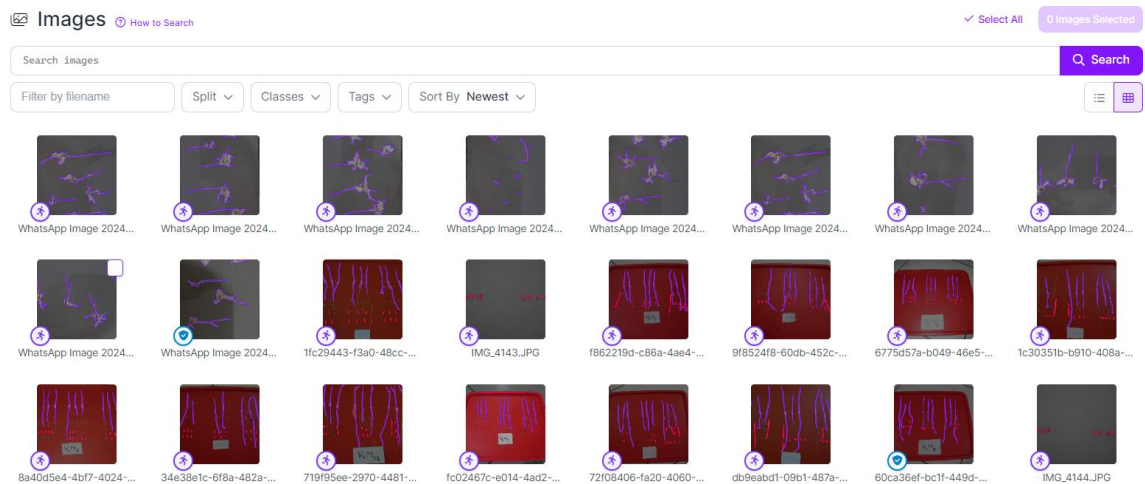 Images How to Search Select All 0 Images Selected
Search images Search
Filter by filename Split Classes Tags Sort By Newest
WhatsApp Image 2024... WhatsApp Image 2024... WhatsApp Image 2024... WhatsApp Image 2024... WhatsApp Image 2024... WhatsApp Image 2024... WhatsApp Image 2024... WhatsApp Image 2024...
WhatsApp Image 2024... WhatsApp Image 2024... 1fc29443-f3a0-48cc-... IMG_4143.JPG f862219d-c86a-4ae4-... 9f8524f8-60db-452c-... 6775d57a-b049-46e5-... 1c30351b-b910-408a-...
8a40d5e4-4bf7-4024-... 34e38e1c-6f8a-482a-... 719f95ee-2970-4481-... fc02467c-e014-4ad2-... 72f08406-fa20-4060-... db9eabd1-09b1-487a-... 60ca36ef-bc1f-449d-... IMG_4144.JPG